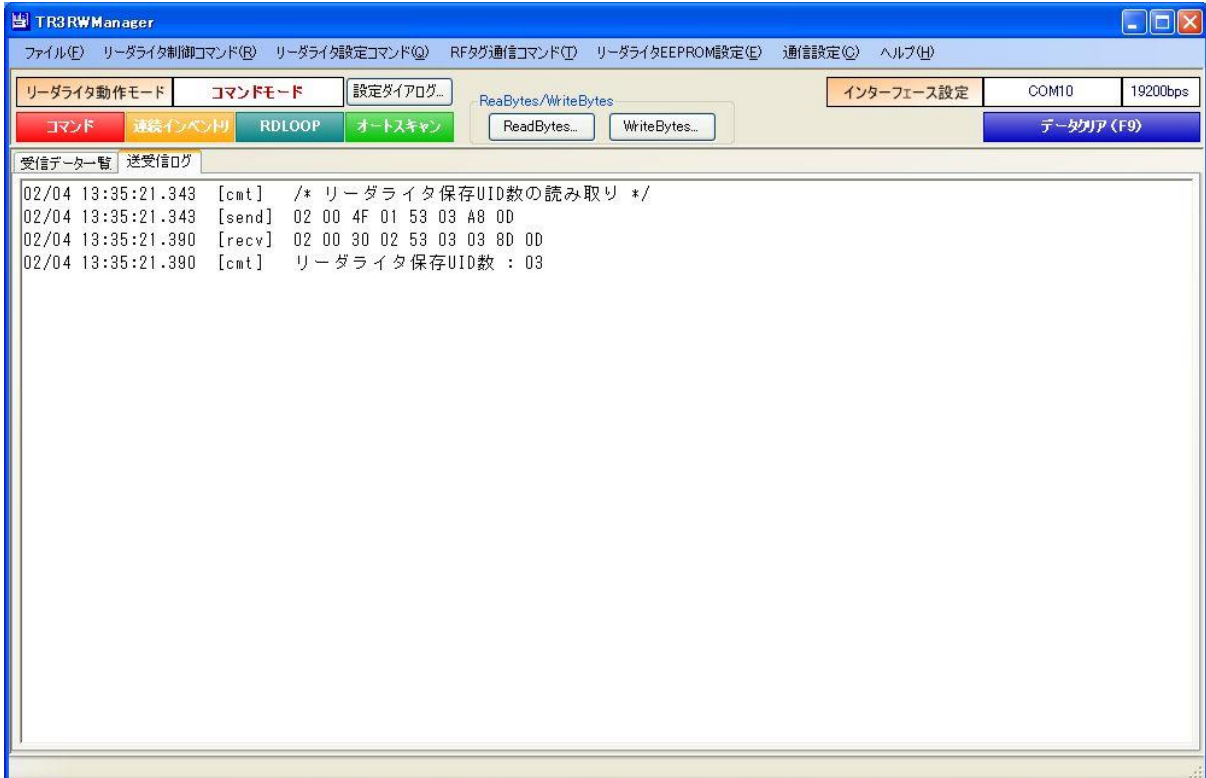 TR3RWManager
ファイル(F) リーダライタ制御コマンド(R) リーダライタ設定コマンド(Q) RFタグ通信コマンド(T) リーダライタEEPROM設定(E) 通信設定(C) ヘルプ(H)
リーダライタ動作モード コマンドモード 設定ダイアログ... ReaBytes/WriteBytes インターフェース設定 COM10 19200bps
コマンド 連続インベントリ RDLOOP オートスキャン ReadBytes... WriteBytes... データクリア(F9)
受信データ一覧 送受信ログ
02/04 13:35:21.343 [cmt] /* リーダライタ保存UID数の読み取り */
02/04 13:35:21.343 [send] 02 00 4F 01 53 03 A8 0D
02/04 13:35:21.390 [recv] 02 00 30 02 53 03 03 8D 0D
02/04 13:35:21.390 [cmt] リーダライタ保存UID数 : 03